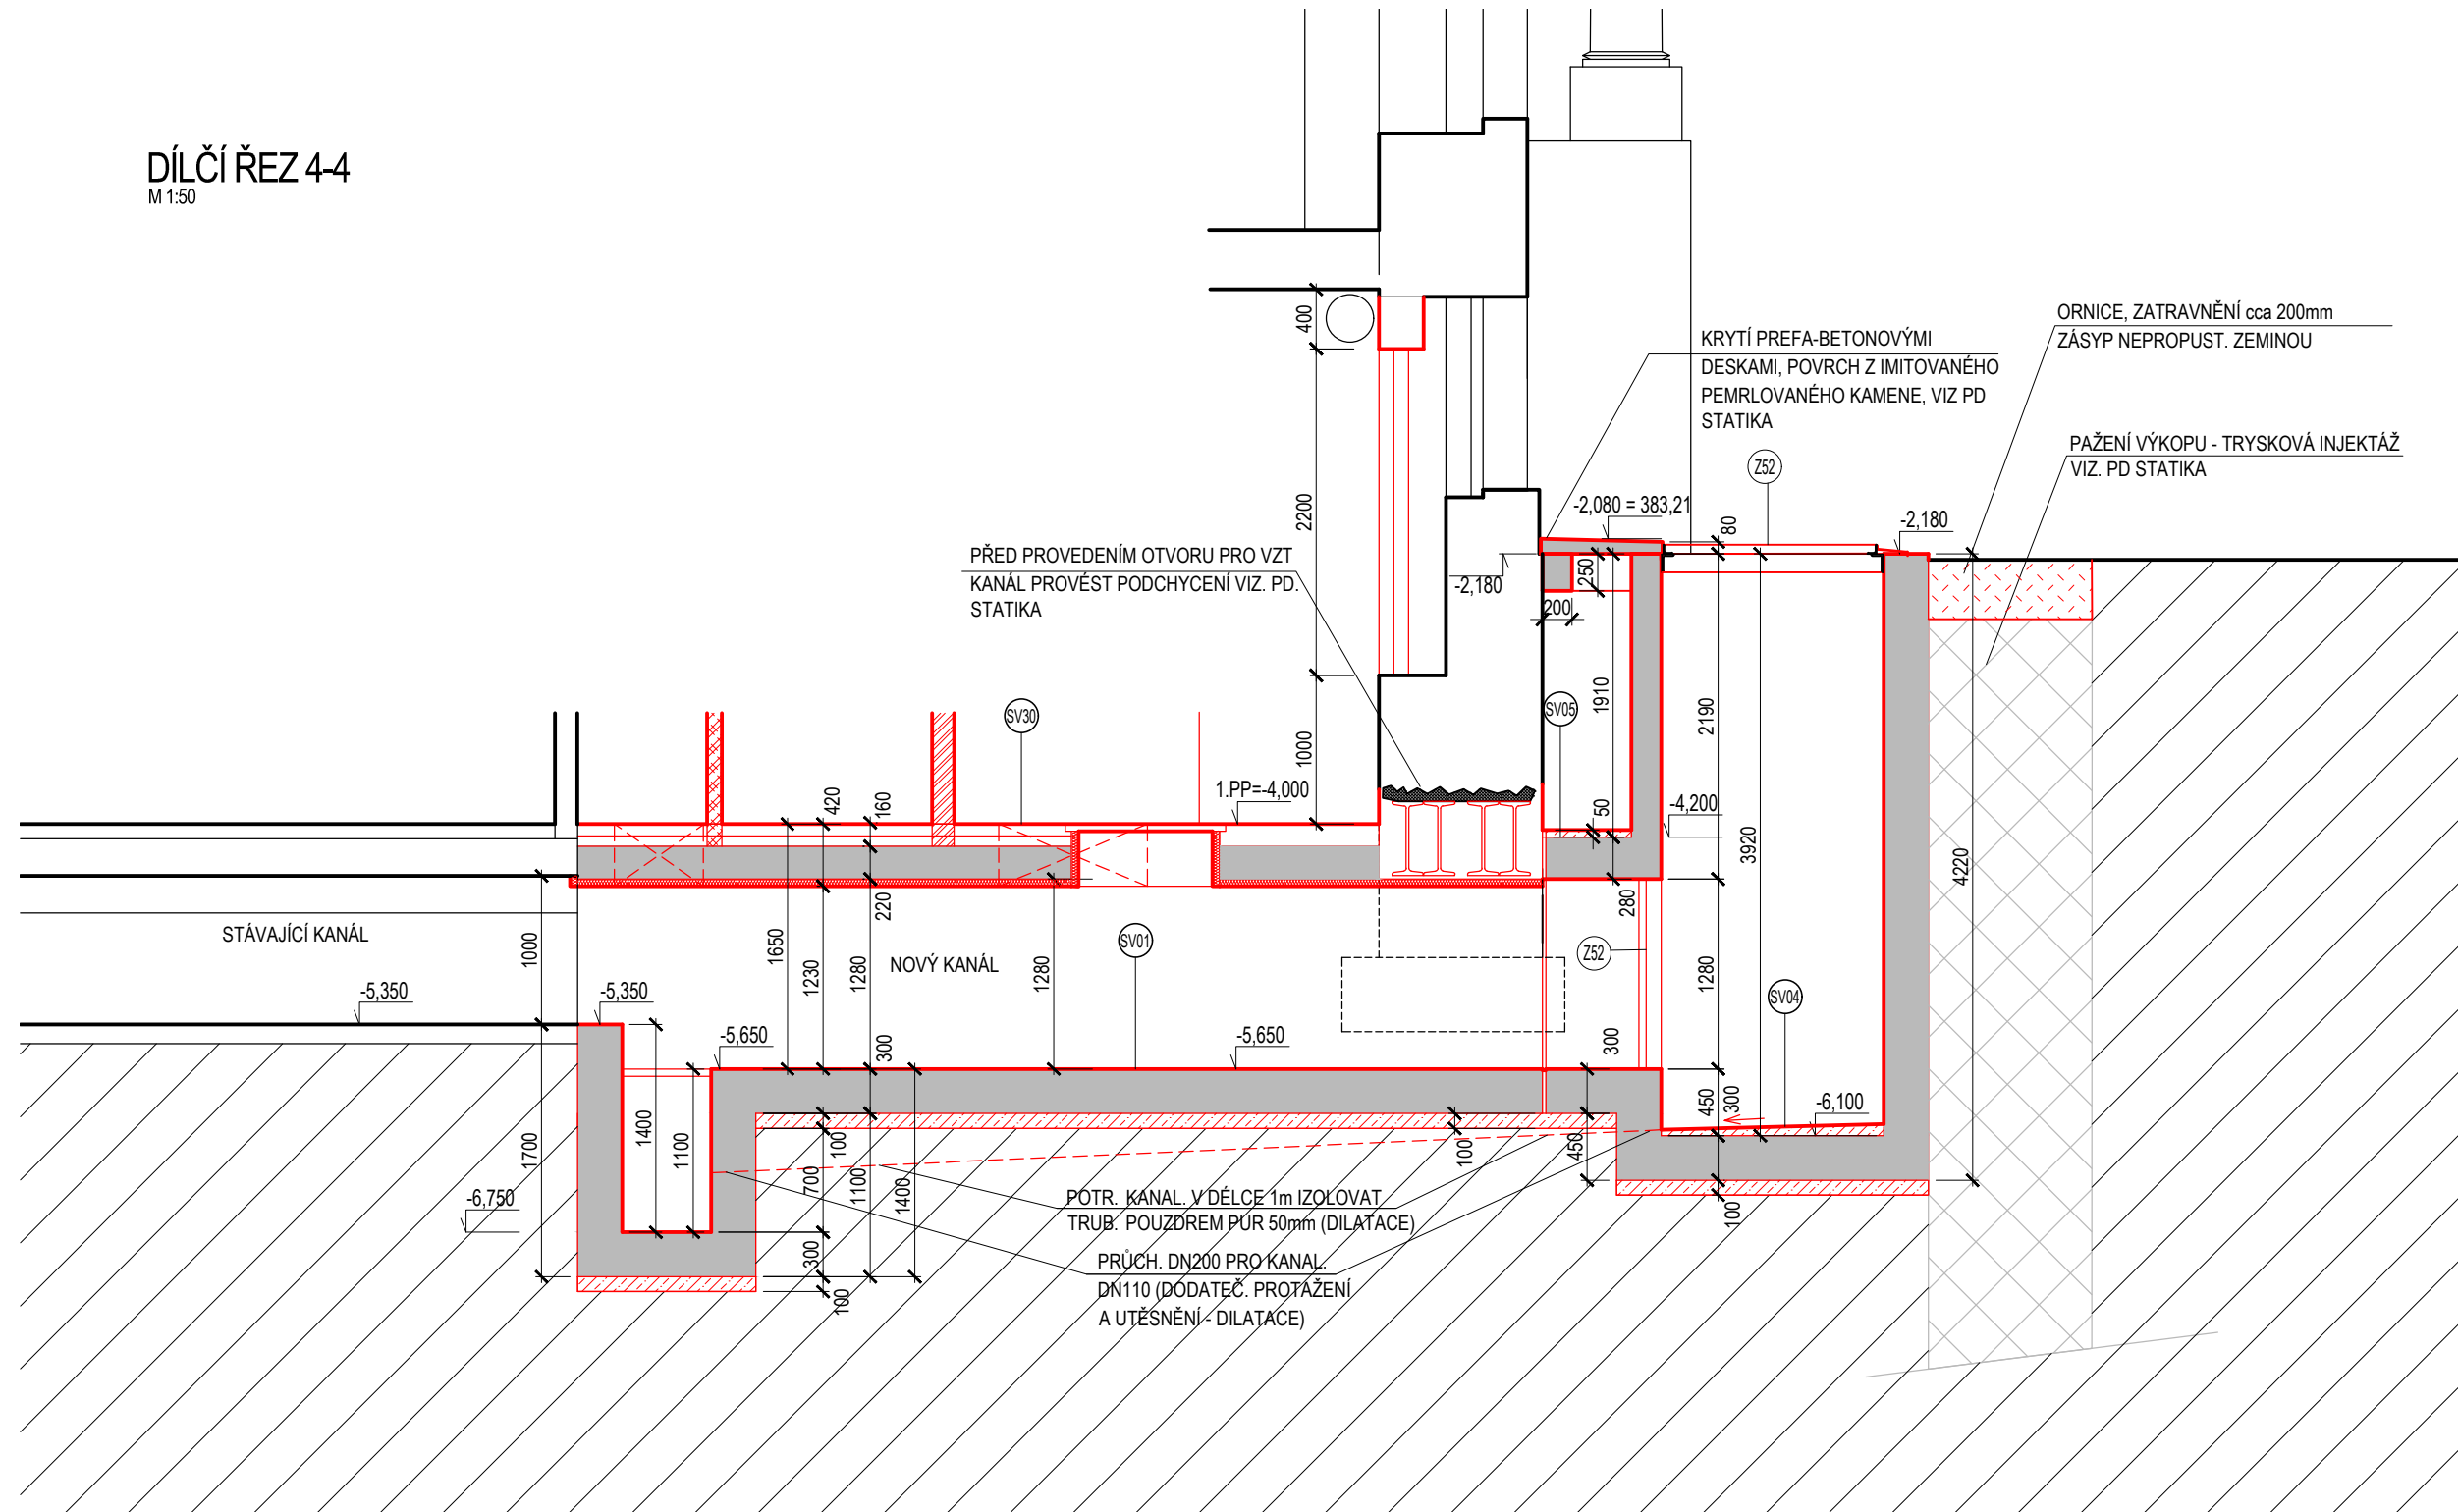 DÍLČÍ ŘEZ 4-4
M 1:50
ORNICE, ZATRAVNĚNÍ cca 200mm
ZÁSYP NEPROPUST. ZEMINOU
KRYTÍ PREFA-BETONOVÝMI
DESKAMI, POVRCH Z IMITOVANÉHO
PEMRLOVANÉHO KAMENE, VIZ PD
STATIKA
PAŽENÍ VÝKOPU - TRYSKOVÁ INJEKTÁŽ
VIZ. PD STATIKA
Z52
400
2200
1000
-2,080 = 383,21
80
-2,180
PŘED PROVEDENÍM OTVORU PRO VZT
KANÁL PROVÉST PODCHYCENÍ VIZ. PD.
STATIKA
-2,180
250
200
1910
2190
SV30
SV05
1.PP=-4,000
420
160
50
-4,200
3920
4220
STÁVAJÍCÍ KANÁL
1000
1650
1230
220
1280
NOVÝ KANÁL
1280
SV01
280
Z52
1280
SV04
-5,350
-5,350
-5,650
300
-5,650
300
450
300
-6,100
1700
1400
1100
100
700
1100
1400
100
450
100
-6,750
300
100
POTR. KANAL. V DÉLCE 1m IZOLOVAT
TRUB. POUZDREM PUR 50mm (DILATACE)
PRŮCH. DN200 PRO KANAL.
DN110 (DODATEČ. PROTAŽENÍ
A UTĚSNĚNÍ - DILATACE)